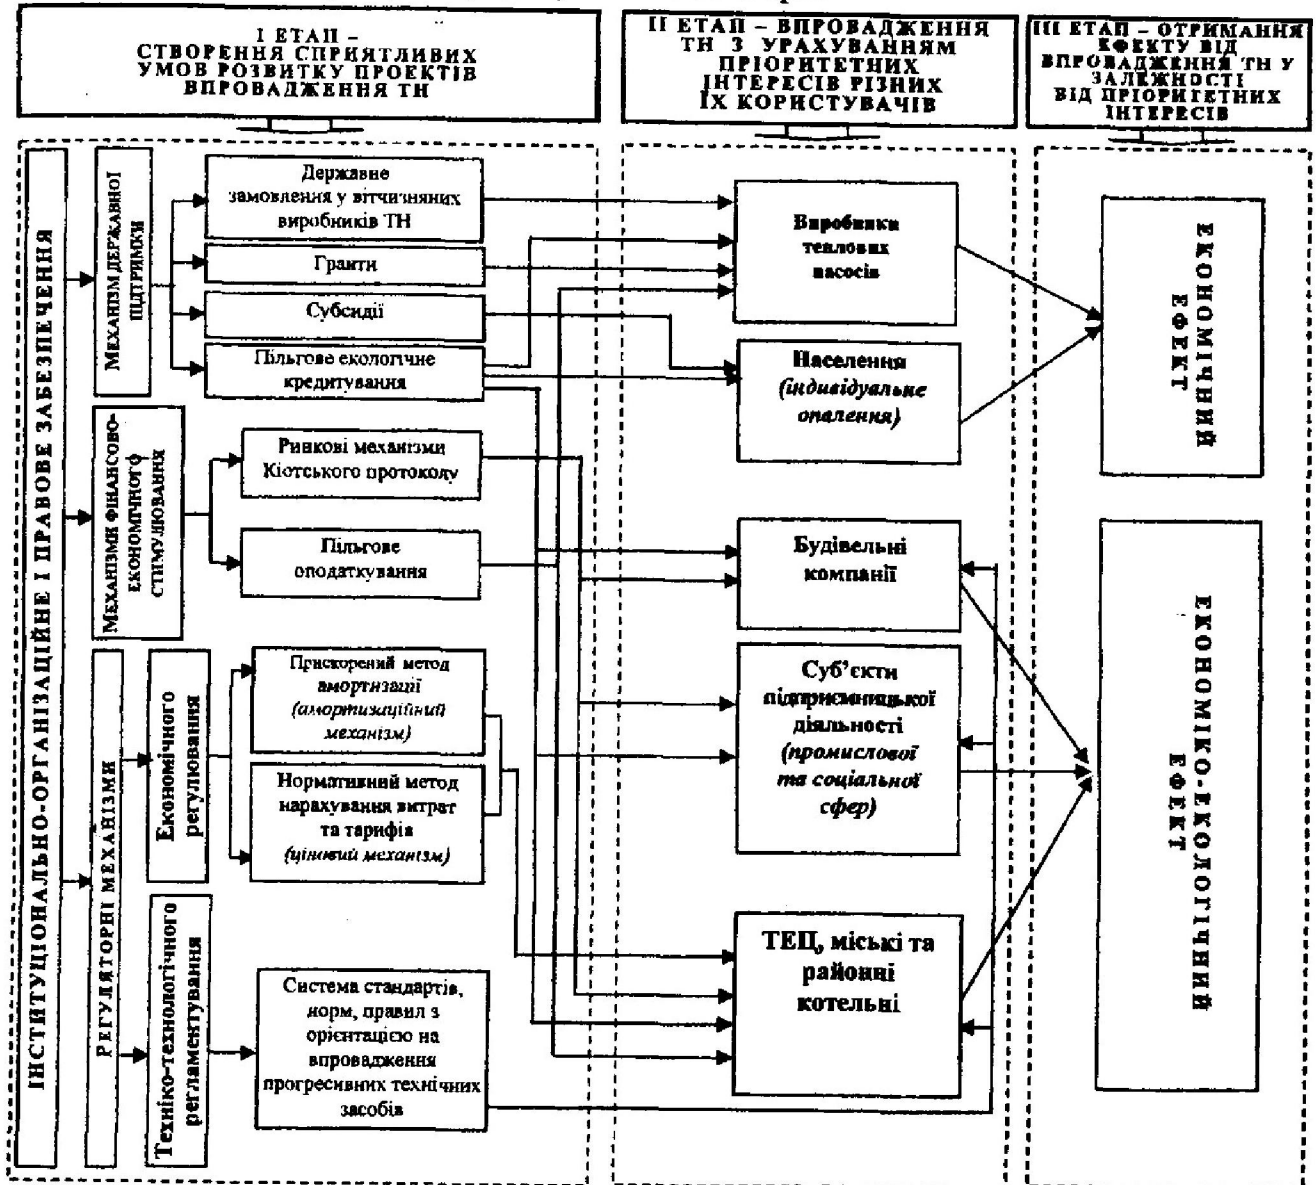 І ЕТАП –
СТВОРЕННЯ СПРИЯТЛИВИХ
УМОВ РОЗВИТКУ ПРОЕКТІВ
ВПРОВАДЖЕННЯ ТН
ІІ ЕТАП – ВПРОВАДЖЕННЯ
ТН З УРАХУВАННЯМ
ПРІОРИТЕТНИХ
ІНТЕРЕСІВ РІЗНИХ
ЇХ КОРИСТУВАЧІВ
ІІІ ЕТАП – ОТРИМАННЯ
ЕФЕКТУ ВІД
ВПРОВАДЖЕННЯ ТН У
ЗАЛЕЖНОСТІ
ВІД ПРІОРИТЕТНИХ
ІНТЕРЕСІВ
ІНСТИТУЦІОНАЛЬНО-ОРГАНІЗАЦІЙНЕ І ПРАВОВЕ ЗАБЕЗПЕЧЕННЯ
МЕХАНІЗМ ДЕРЖАВНОЇ
ПІДТРИМКИ
Державне
замовлення у вітчизняних
виробників ТН
Гранти
Субсидії
Пільгове екологічне
кредитування
МЕХАНІЗМИ ФІНАНСОВО-
ЕКОНОМІЧНОГО
СТИМУЛЮВАННЯ
Ринкові механізми
Кіотського протоколу
Пільгове
оподаткування
РЕГУЛЯТОРНІ МЕХАНІЗМИ
Економічного
регулювання
Прискорений метод
амортизації
(амортизаційний
механізм)
Нормативний метод
нарахування витрат
та тарифів
(ціновий механізм)
Техніко-технологічного
регламентування
Система стандартів,
норм, правил з
орієнтацією на
впровадження
прогресивних технічних
засобів
Виробники
теплових
насосів
Населення
(індивідуальне
опалення)
Будівельні
компанії
Суб’єкти
підприємницької
діяльності
(промислової
та соціальної
сфер)
ТЕЦ, міські та
районні
котельні
ЕКОНОМІЧНИЙ
ЕФЕКТ
ЕКОНОМІКО-ЕКОЛОГІЧНИЙ
ЕФЕКТ